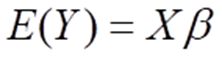 E(Y) = Xβ